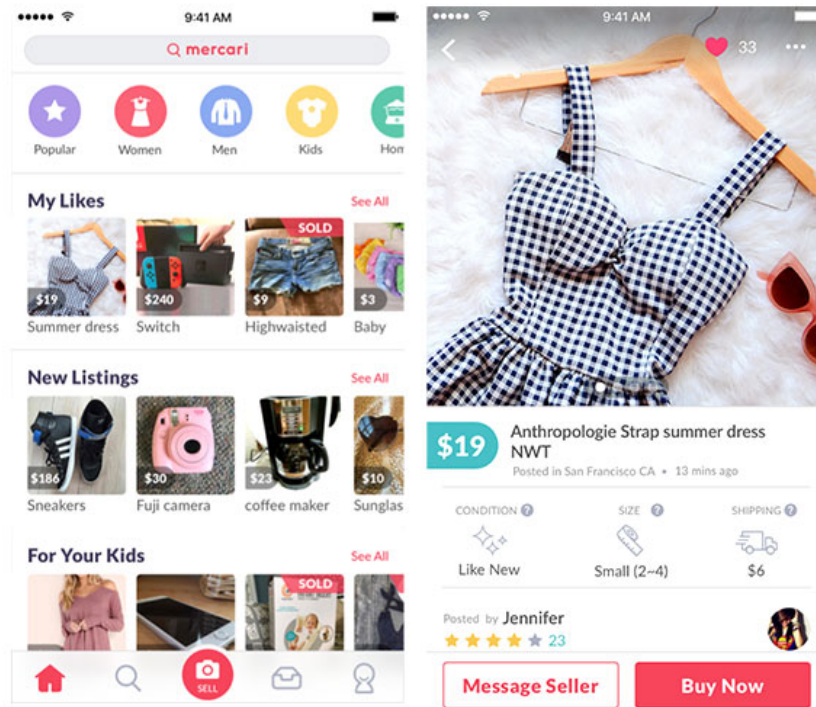 9:41 AM
mercari
Popular Women Men Kids Hom
My Likes See All
SOLD
$19 $240 $9 $3
Summer dress Switch Highwaisted Baby
New Listings See All
$186 $30 $23 $10
Sneakers Fuji camera coffee maker Sunglas
For Your Kids See All
SOLD
SELL
9:41 AM
33
$19
Anthropologie Strap summer dress
NWT
Posted in San Francisco CA • 13 mins ago
CONDITION ? SIZE ? SHIPPING ?
Like New Small (2~4) $6
Posted by Jennifer
23
Message Seller Buy Now